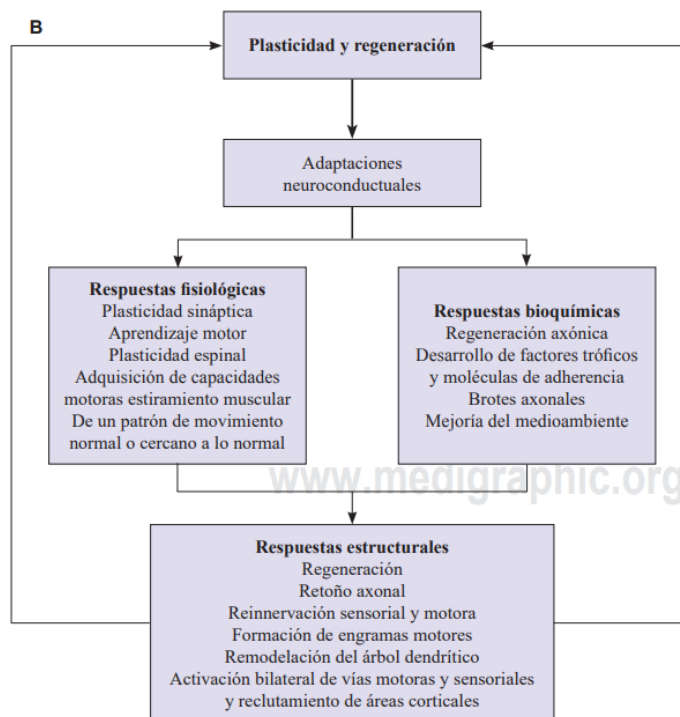 B
Plasticidad y regeneración
Adaptaciones
neuroconductuales
Respuestas fisiológicas
Plasticidad sináptica
Aprendizaje motor
Plasticidad espinal
Adquisición de capacidades
motoras estiramiento muscular
De un patrón de movimiento
normal o cercano a lo normal
Respuestas bioquímicas
Regeneración axónica
Desarrollo de factores tróficos
y moléculas de adherencia
Brotes axonales
Mejoría del medioambiente
www.medigraphic.org
Respuestas estructurales
Regeneración
Retoño axonal
Reinnervación sensorial y motora
Formación de engramas motores
Remodelación del árbol dendrítico
Activación bilateral de vías motoras y sensoriales
y reclutamiento de áreas corticales